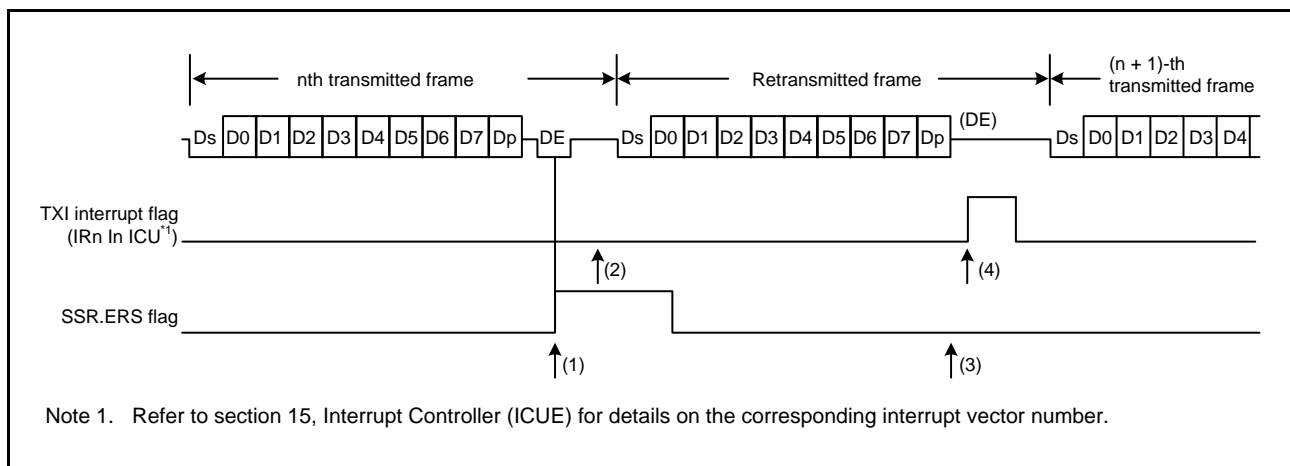 nth transmitted frame
Retransmitted frame
(n + 1)-th
transmitted frame
Ds D0 D1 D2 D3 D4 D5 D6 D7 Dp DE Ds D0 D1 D2 D3 D4 D5 D6 D7 Dp (DE) Ds D0 D1 D2 D3 D4
TXI interrupt flag
(IRn In ICU*1)
(2)
(4)
SSR.ERS flag
(1)
(3)
Note 1. Refer to section 15, Interrupt Controller (ICUE) for details on the corresponding interrupt vector number.